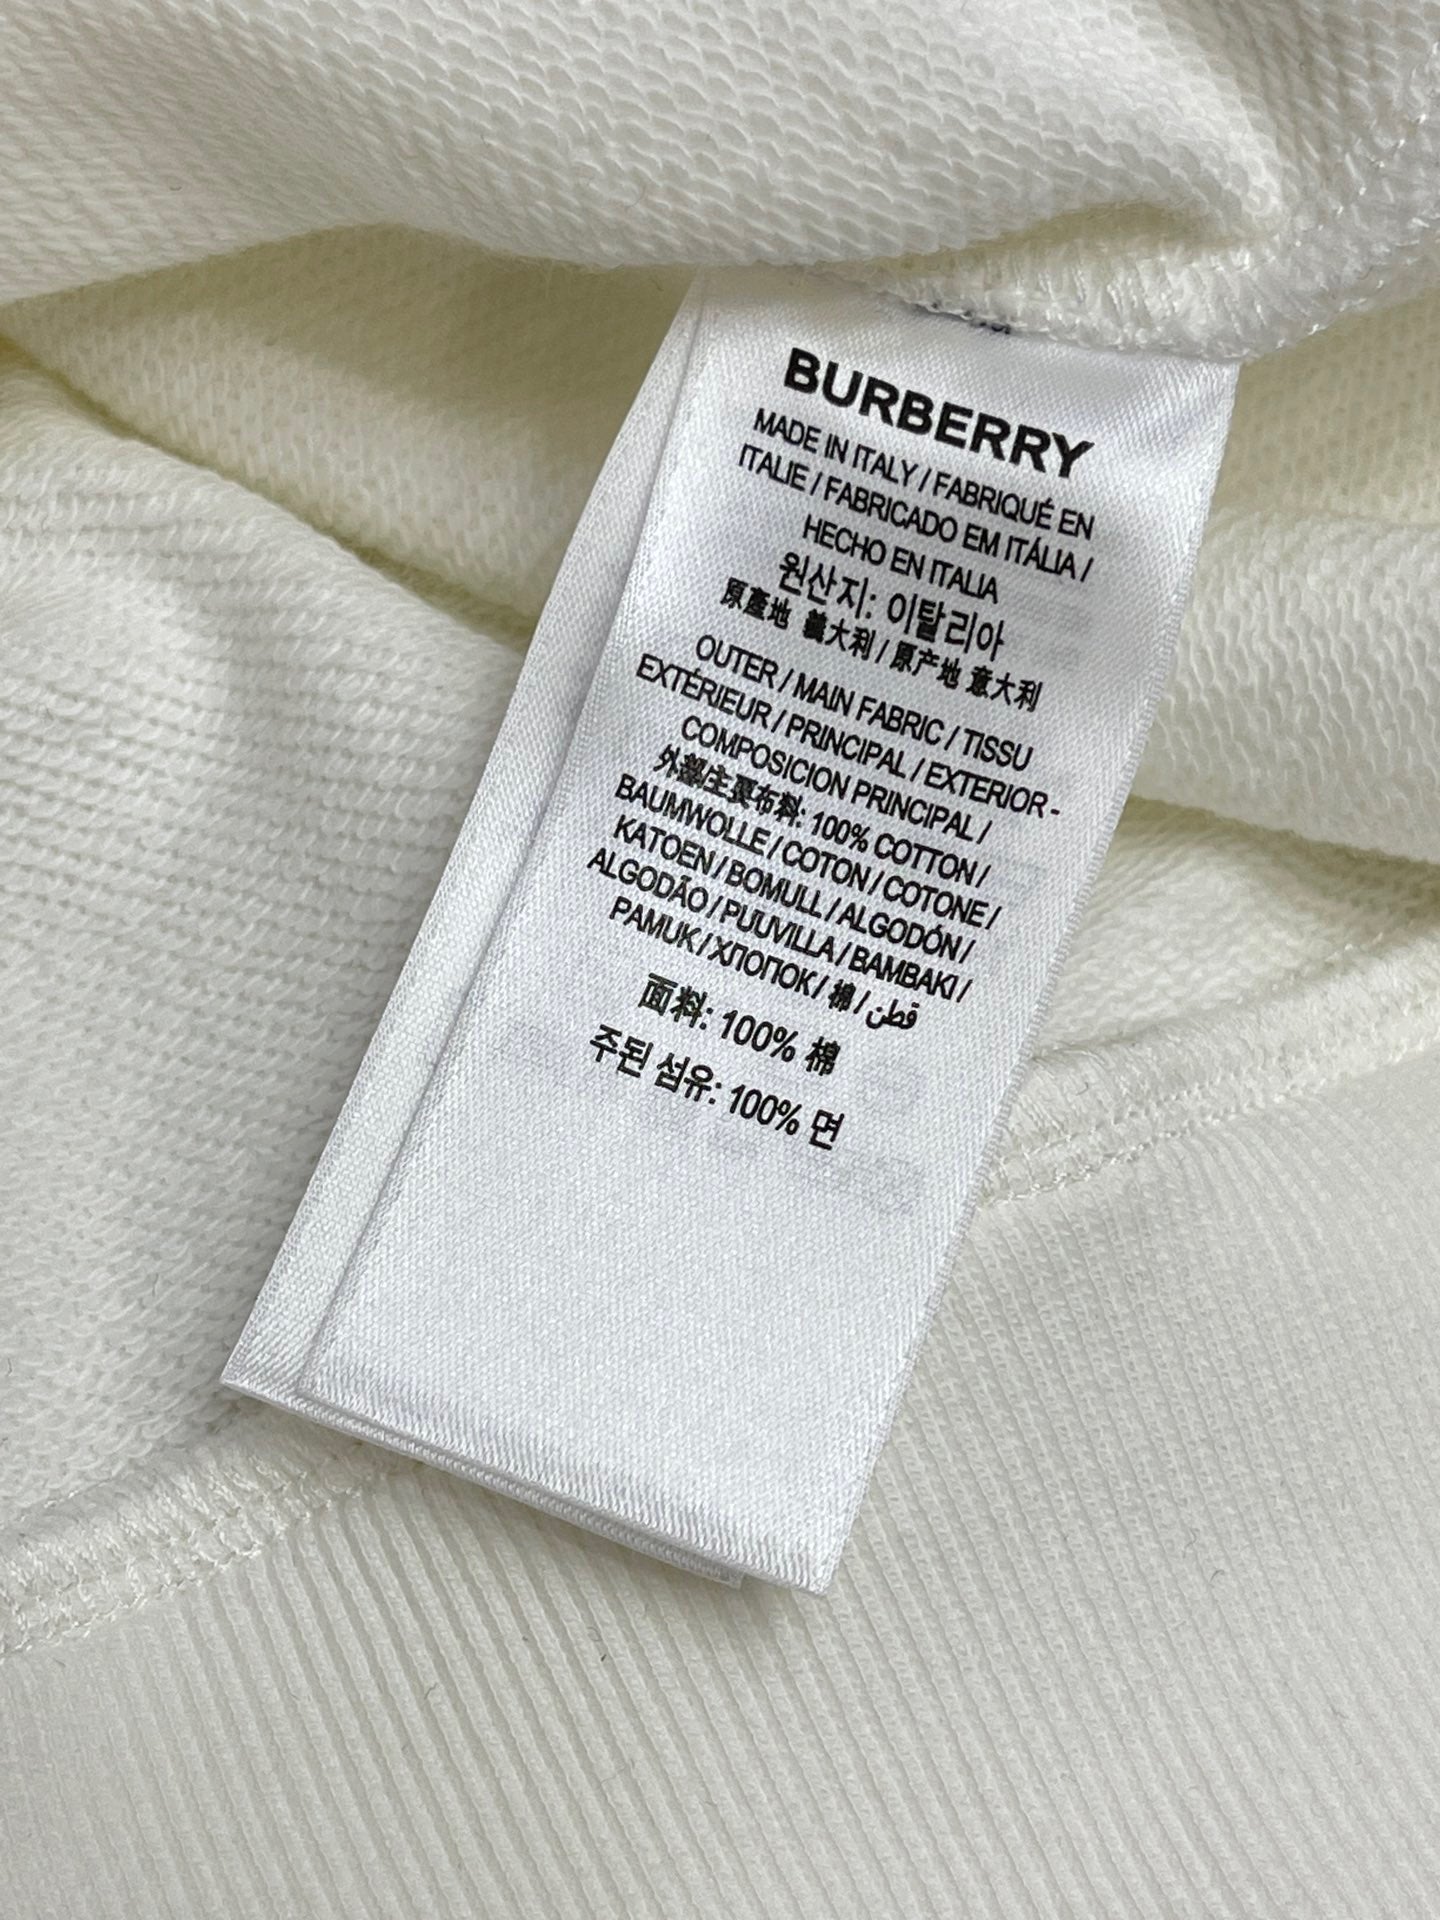 BURBERRY
MADE IN ITALY / FABRIQUÉ EN
ITALIE / FABRICADO EM ITÁLIA /
HECHO EN ITALIA
원산지: 이탈리아
原產地 義大利 / 原产地 意大利
OUTER / MAIN FABRIC / TISSU
EXTÉRIEUR / PRINCIPAL / EXTERIOR -
COMPOSICION PRINCIPAL /
外部/主要布料: 100% COTTON /
BAUMWOLLE / COTON / COTONE /
KATOEN / BOMULL / ALGODÓN /
ALGODÃO / PUUVILLA / BAMBAKI /
PAMUK / ХЛОПОК / 棉 / قطن
面料: 100% 棉
주된 섬유: 100% 면